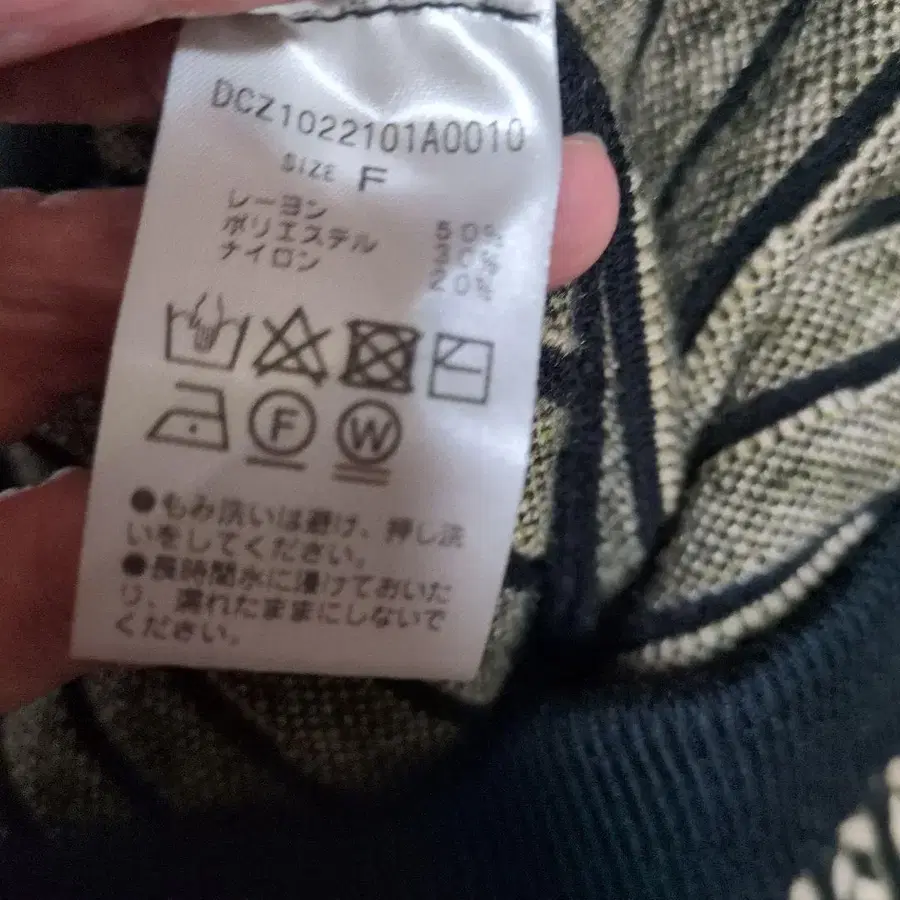 DCZ1022101A0010
SIZE F
レーヨン 50%
ポリエステル 30%
ナイロン 20%
F
W
●もみ洗いは避け、押し洗
いをしてください。
●長時間水に浸けておいた
り、濡れたままにしないで
ください。